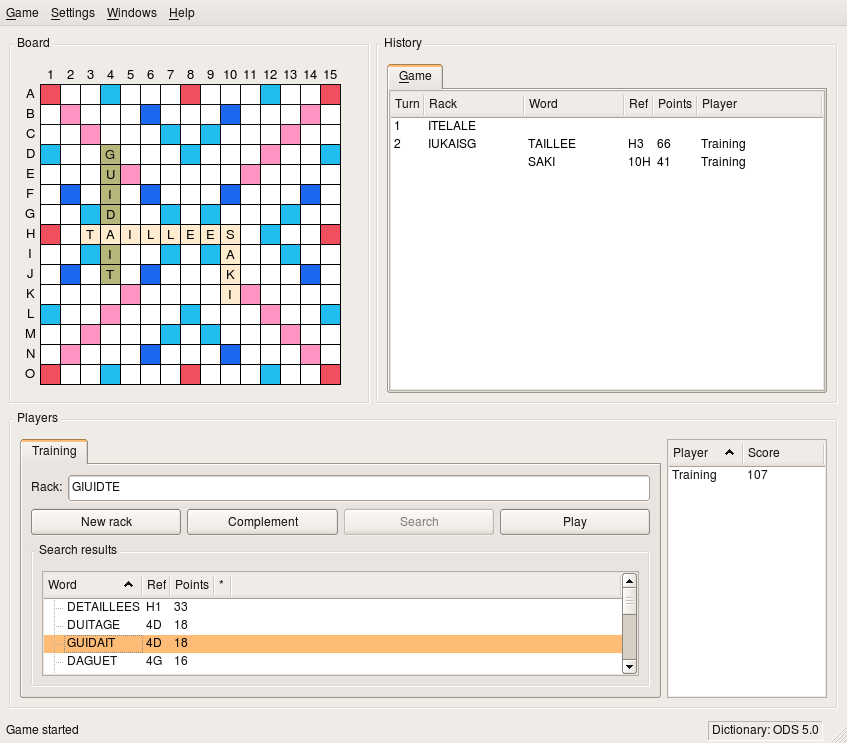 Game Settings Windows Help
Board
1 2 3 4 5 6 7 8 9 10 11 12 13 14 15
A
B
C
D G
E U
F I
G D
H T A I L L E E S
I I A
J T K
K I
L
M
N
O
History
Game
Turn Rack Word Ref Points Player
1 ITELALE
2 IUKAISG TAILLEE H3 66 Training
SAKI 10H 41 Training
Players
Training
Rack: GIUIDTE
New rack Complement Search Play
Search results
Word Ref Points *
DETAILLEES H1 33
DUITAGE 4D 18
GUIDAIT 4D 18
DAGUET 4G 16
Player Score
Training 107
Game started
Dictionary: ODS 5.0